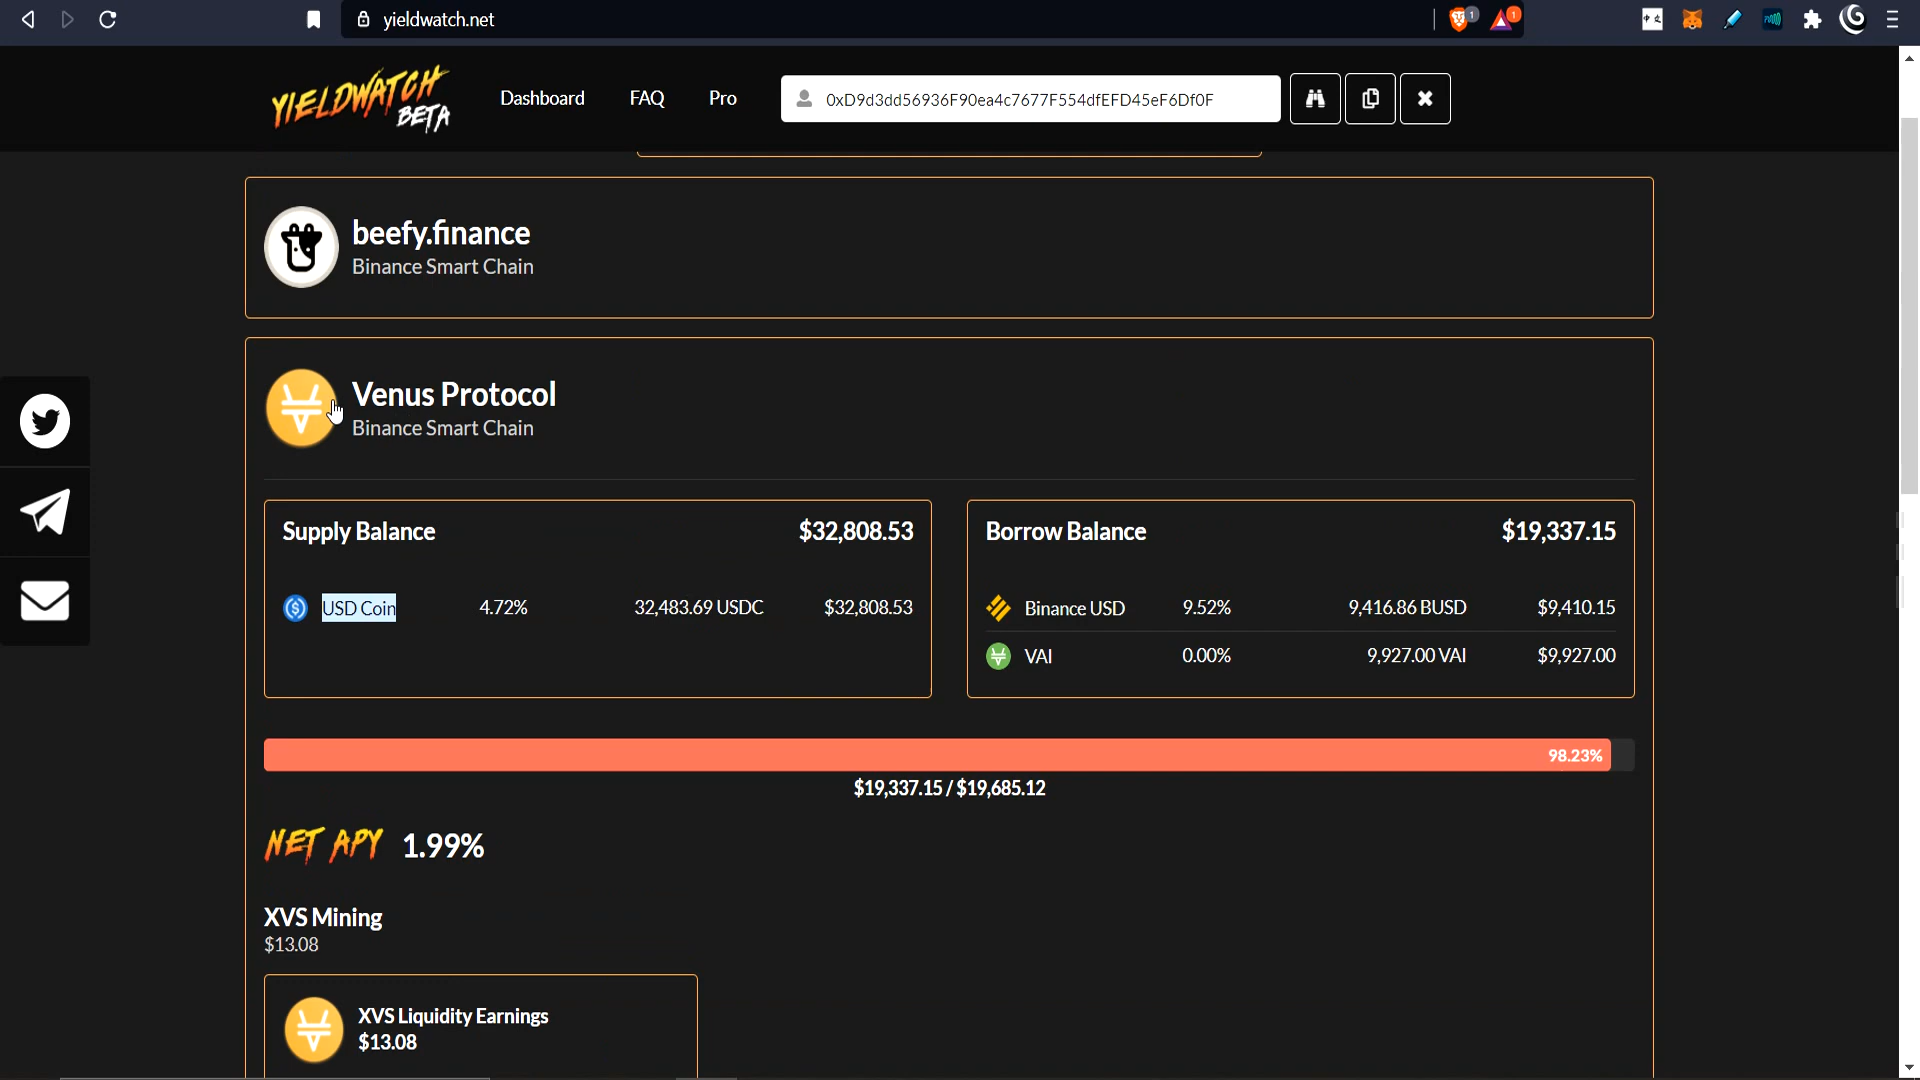 yieldwatch.net
1
1
YIELDWATCH
BETA
Dashboard FAQ Pro 0xD9d3dd56936F90ea4c7677F554dfEFD45eF6Df0F
beefy.finance
Binance Smart Chain
Venus Protocol
Binance Smart Chain
Supply Balance $32,808.53
USD Coin 4.72% 32,483.69 USDC $32,808.53
Borrow Balance $19,337.15
Binance USD 9.52% 9,416.86 BUSD $9,410.15
VAI 0.00% 9,927.00 VAI $9,927.00
98.23%
$19,337.15 / $19,685.12
NET APY 1.99%
XVS Mining
$13.08
XVS Liquidity Earnings
$13.08